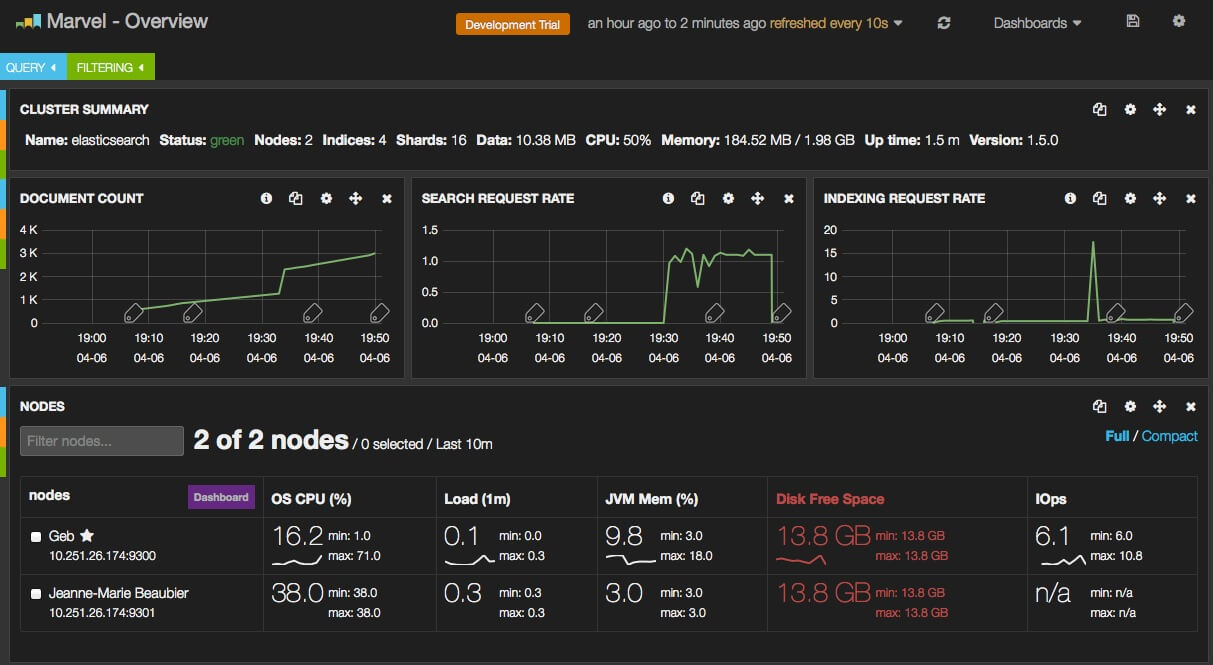 Marvel - Overview
Development Trial an hour ago to 2 minutes ago refreshed every 10s Dashboards
QUERY FILTERING
CLUSTER SUMMARY
Name: elasticsearch Status: green Nodes: 2 Indices: 4 Shards: 16 Data: 10.38 MB CPU: 50% Memory: 184.52 MB / 1.98 GB Up time: 1.5 m Version: 1.5.0
DOCUMENT COUNT
4 K
3 K
2 K
1 K
0
19:00 19:10 19:20 19:30 19:40 19:50
04-06 04-06 04-06 04-06 04-06 04-06
SEARCH REQUEST RATE
1.5
1.0
0.5
0.0
19:00 19:10 19:20 19:30 19:40 19:50
04-06 04-06 04-06 04-06 04-06 04-06
INDEXING REQUEST RATE
20
15
10
5
0
19:00 19:10 19:20 19:30 19:40 19:50
04-06 04-06 04-06 04-06 04-06 04-06
NODES
Filter nodes... 2 of 2 nodes / 0 selected / Last 10m Full / Compact
nodes Dashboard OS CPU (%) Load (1m) JVM Mem (%) Disk Free Space IOps
Geb 16.2 min: 1.0 0.1 min: 0.0 9.8 min: 3.0 13.8 GB min: 13.8 GB 6.1 min: 6.0
10.251.26.174:9300 max: 71.0 max: 0.3 max: 18.0 max: 13.8 GB max: 10.8
Jeanne-Marie Beaubier 38.0 min: 38.0 0.3 min: 0.3 3.0 min: 3.0 13.8 GB min: 13.8 GB n/a min: n/a
10.251.26.174:9301 max: 38.0 max: 0.3 max: 3.0 max: 13.8 GB max: n/a